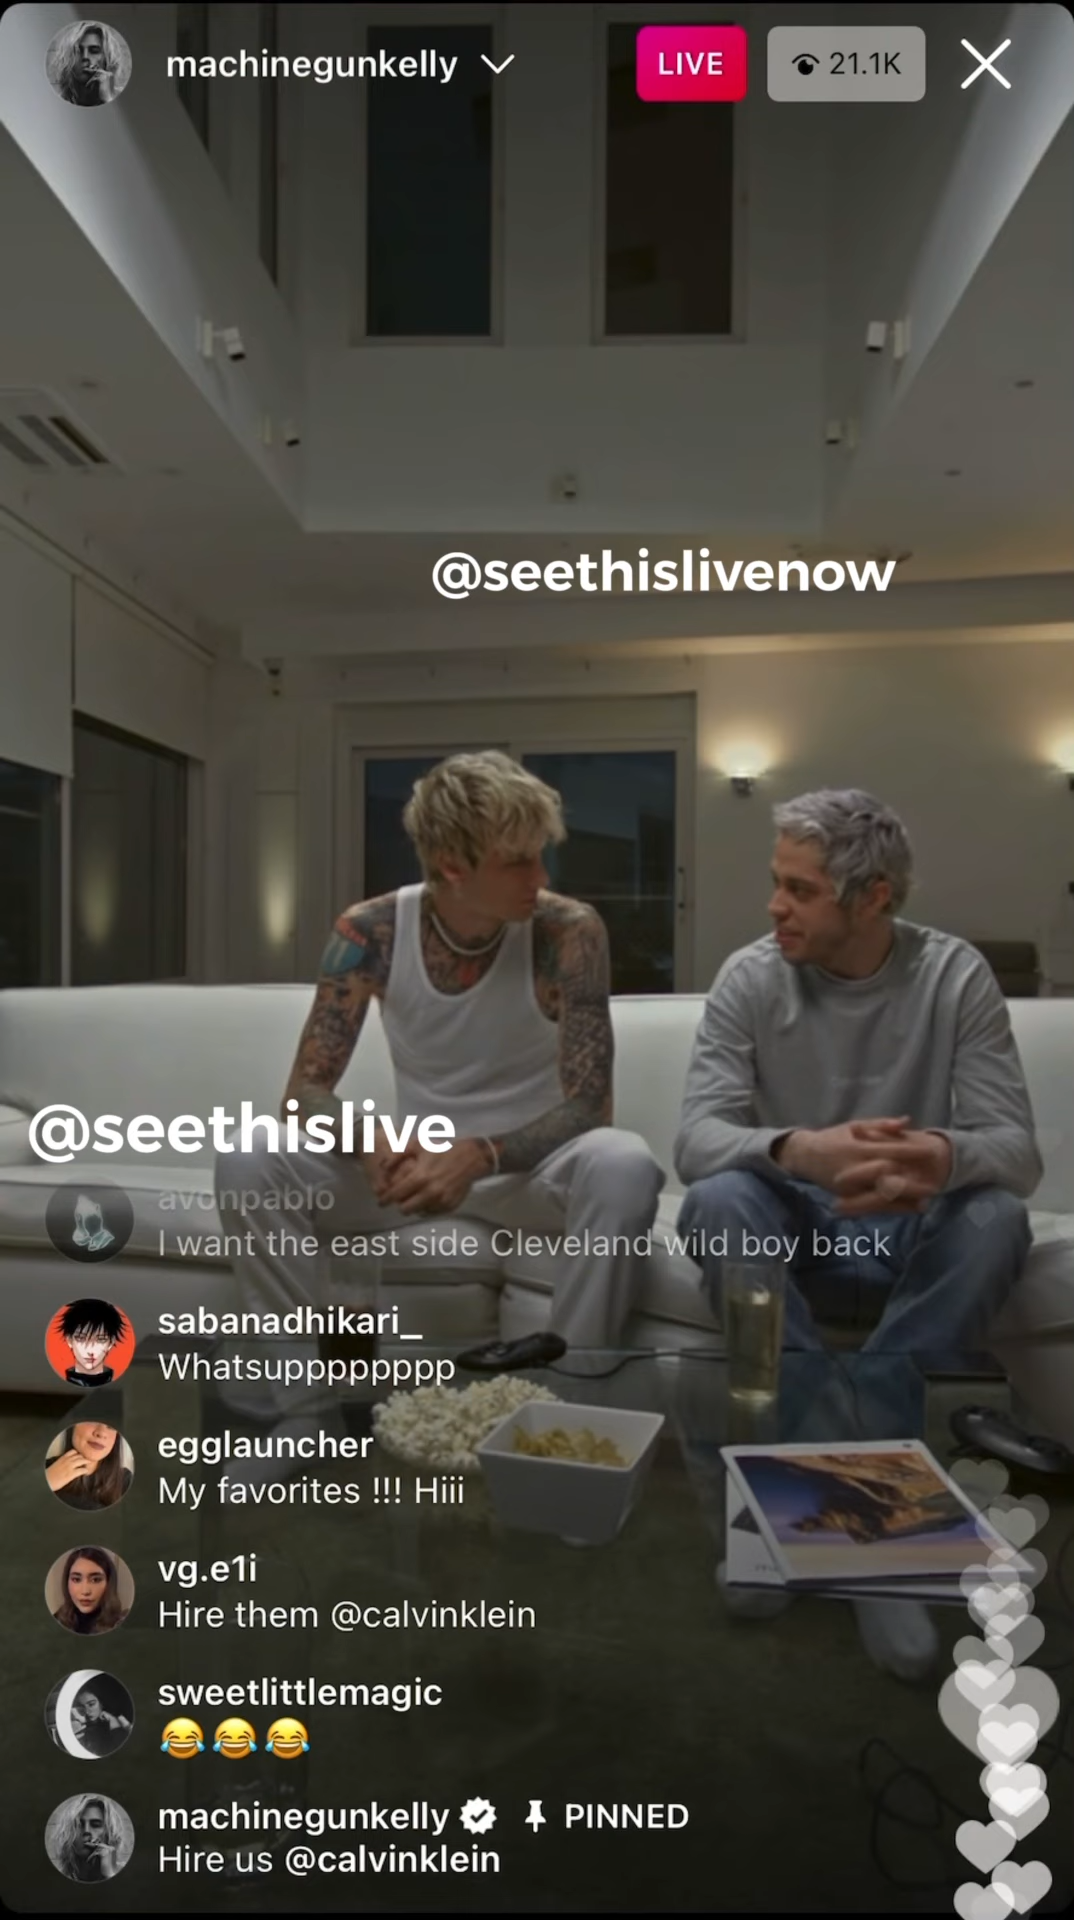 machinegunkelly
LIVE
21.1K
@seethislivenow
@seethislive
avonpablo
I want the east side Cleveland wild boy back
sabanadhikari_
Whatsupppppppp
egglauncher
My favorites !!! Hiii
vg.e1i
Hire them @calvinklein
sweetlittlemagic
😂😂😂
machinegunkelly PINNED
Hire us @calvinklein